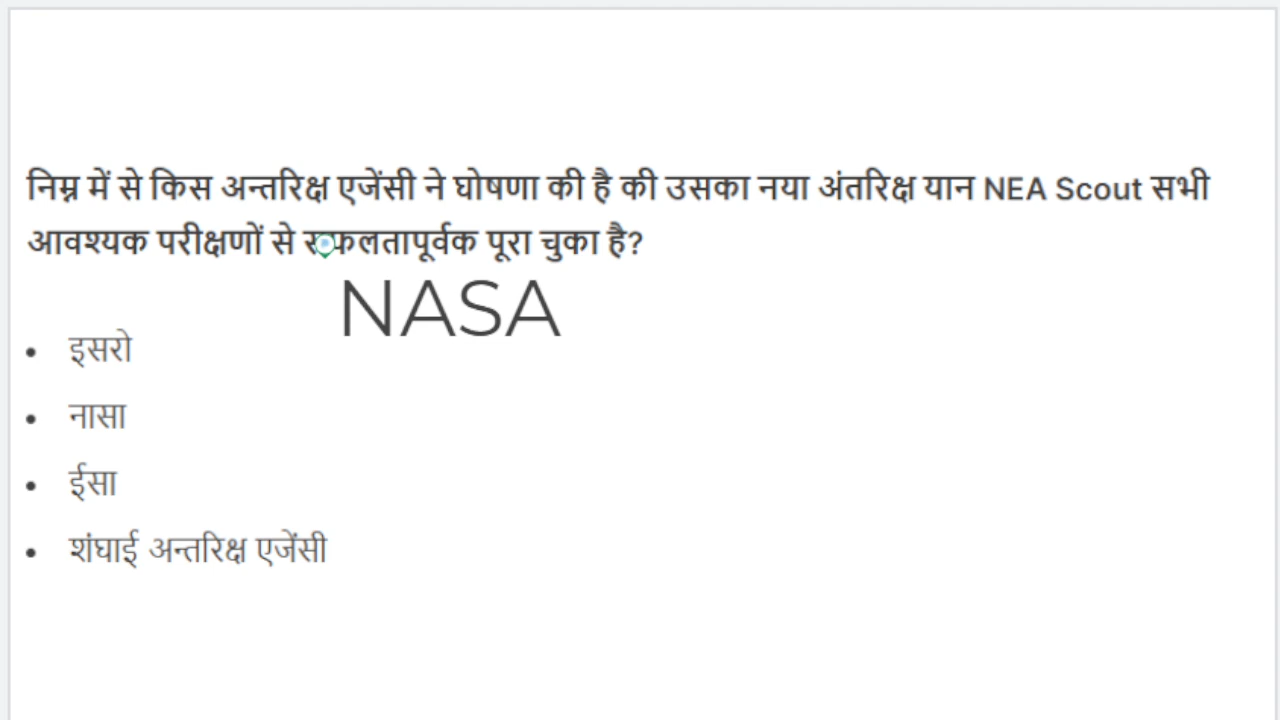 निम्न में से किस अन्तरिक्ष एजेंसी ने घोषणा की है की उसका नया अंतरिक्ष यान NEA Scout सभी
आवश्यक परीक्षणों से सफलतापूर्वक पूरा चुका है?
NASA
• इसरो
• नासा
• ईसा
• शंघाई अन्तरिक्ष एजेंसी